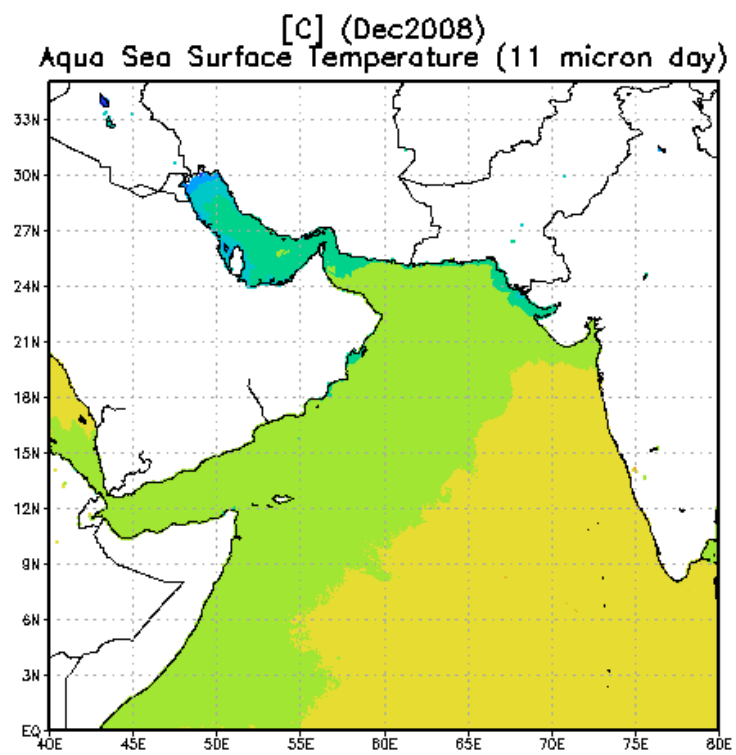 [C] (Dec2008)
Aqua Sea Surface Temperature (11 micron day)
33N
30N
27N
24N
21N
18N
15N
12N
9N
6N
3N
EQ
40E 45E 50E 55E 60E 65E 70E 75E 80E